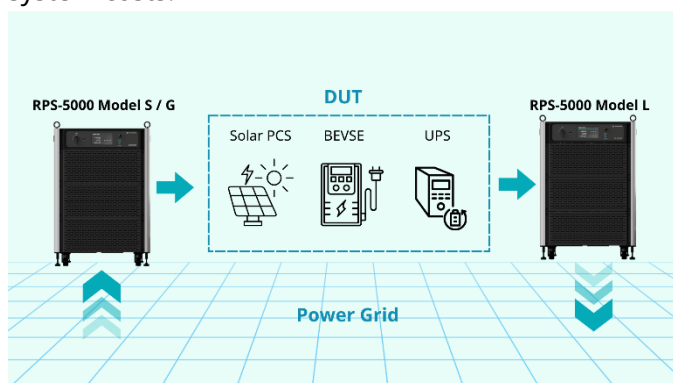 RPS-5000 Model S / G
DUT
RPS-5000 Model L
Solar PCS
BEVSE
UPS
Power Grid